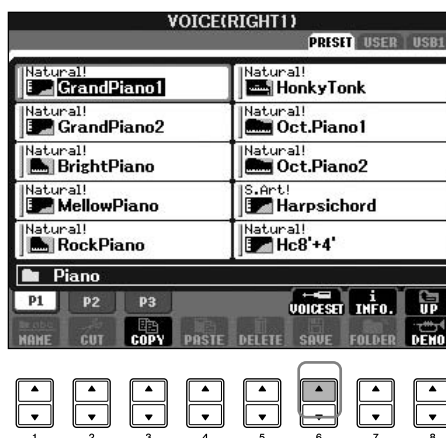 VOICE(RIGHT1)
PRESET USER USB1
Natural! GrandPiano1
Natural! HonkyTonk
Natural! GrandPiano2
Natural! Oct.Piano1
Natural! BrightPiano
Natural! Oct.Piano2
Natural! MellowPiano
S.Art! Harpsichord
Natural! RockPiano
Natural! Hc8'+4'
Piano
P1 P2 P3 VOICESET INFO. UP
NAME CUT COPY PASTE DELETE SAVE FOLDER DEMO
1 2 3 4 5 6 7 8